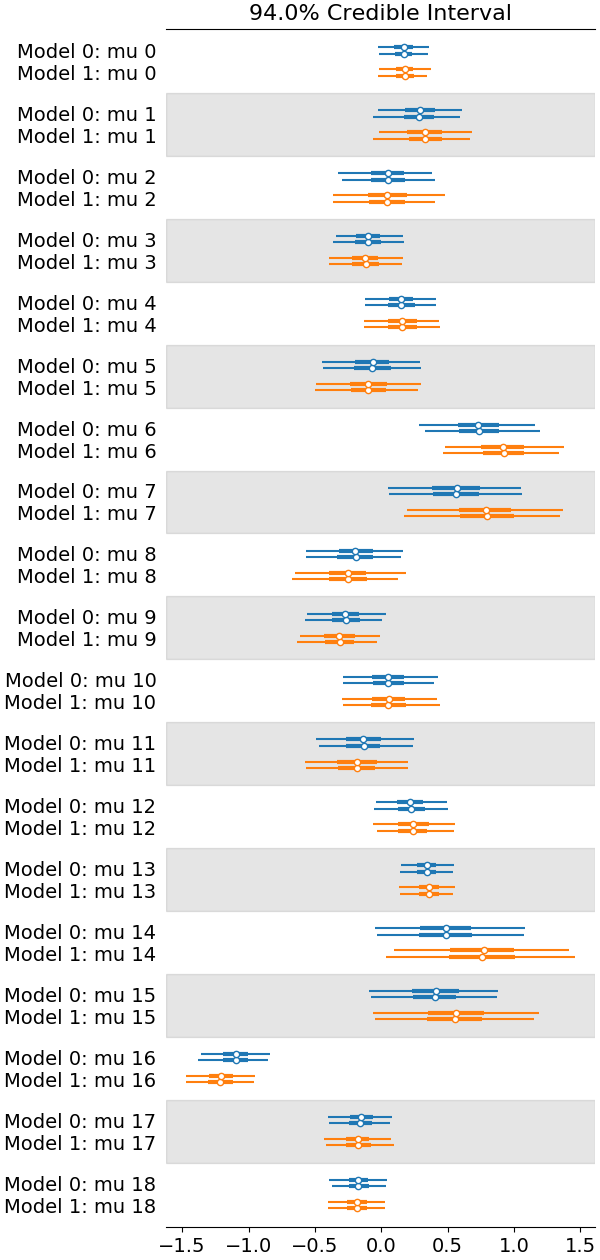 94.0% Credible Interval
Model 0: mu 0
Model 1: mu 0
Model 0: mu 1
Model 1: mu 1
Model 0: mu 2
Model 1: mu 2
Model 0: mu 3
Model 1: mu 3
Model 0: mu 4
Model 1: mu 4
Model 0: mu 5
Model 1: mu 5
Model 0: mu 6
Model 1: mu 6
Model 0: mu 7
Model 1: mu 7
Model 0: mu 8
Model 1: mu 8
Model 0: mu 9
Model 1: mu 9
Model 0: mu 10
Model 1: mu 10
Model 0: mu 11
Model 1: mu 11
Model 0: mu 12
Model 1: mu 12
Model 0: mu 13
Model 1: mu 13
Model 0: mu 14
Model 1: mu 14
Model 0: mu 15
Model 1: mu 15
Model 0: mu 16
Model 1: mu 16
Model 0: mu 17
Model 1: mu 17
Model 0: mu 18
Model 1: mu 18
−1.5 −1.0 −0.5 0.0 0.5 1.0 1.5